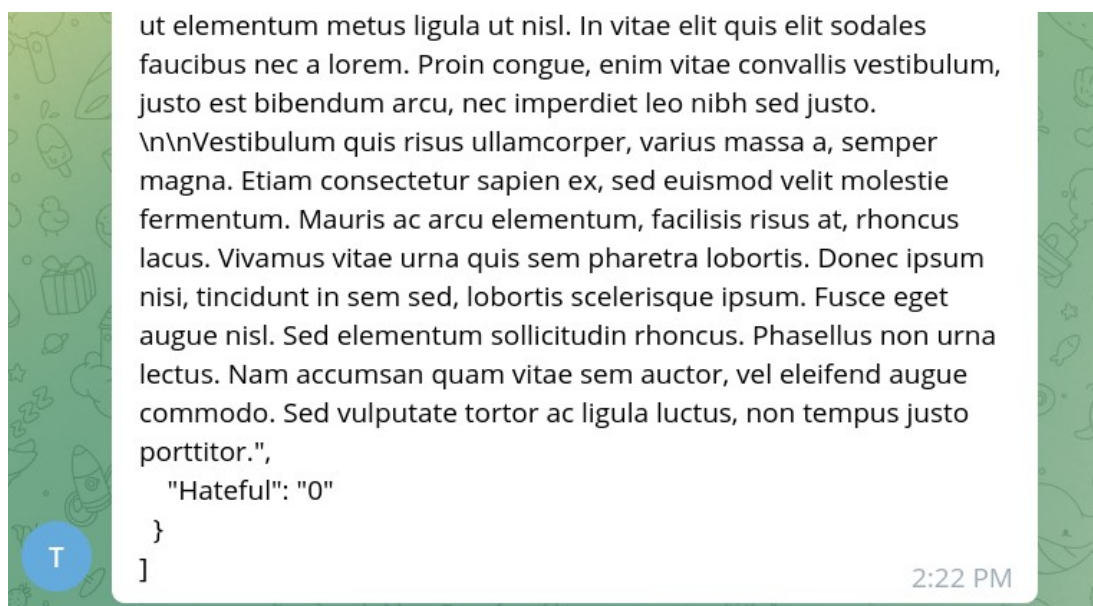 ut elementum metus ligula ut nisl. In vitae elit quis elit sodales
faucibus nec a lorem. Proin congue, enim vitae convallis vestibulum,
justo est bibendum arcu, nec imperdiet leo nibh sed justo.
\n\nVestibulum quis risus ullamcorper, varius massa a, semper
magna. Etiam consectetur sapien ex, sed euismod velit molestie
fermentum. Mauris ac arcu elementum, facilisis risus at, rhoncus
lacus. Vivamus vitae urna quis sem pharetra lobortis. Donec ipsum
nisi, tincidunt in sem sed, lobortis scelerisque ipsum. Fusce eget
augue nisl. Sed elementum sollicitudin rhoncus. Phasellus non urna
lectus. Nam accumsan quam vitae sem auctor, vel eleifend augue
commodo. Sed vulputate tortor ac ligula luctus, non tempus justo
porttitor.",
"Hateful": "0"
}
]
T
2:22 PM